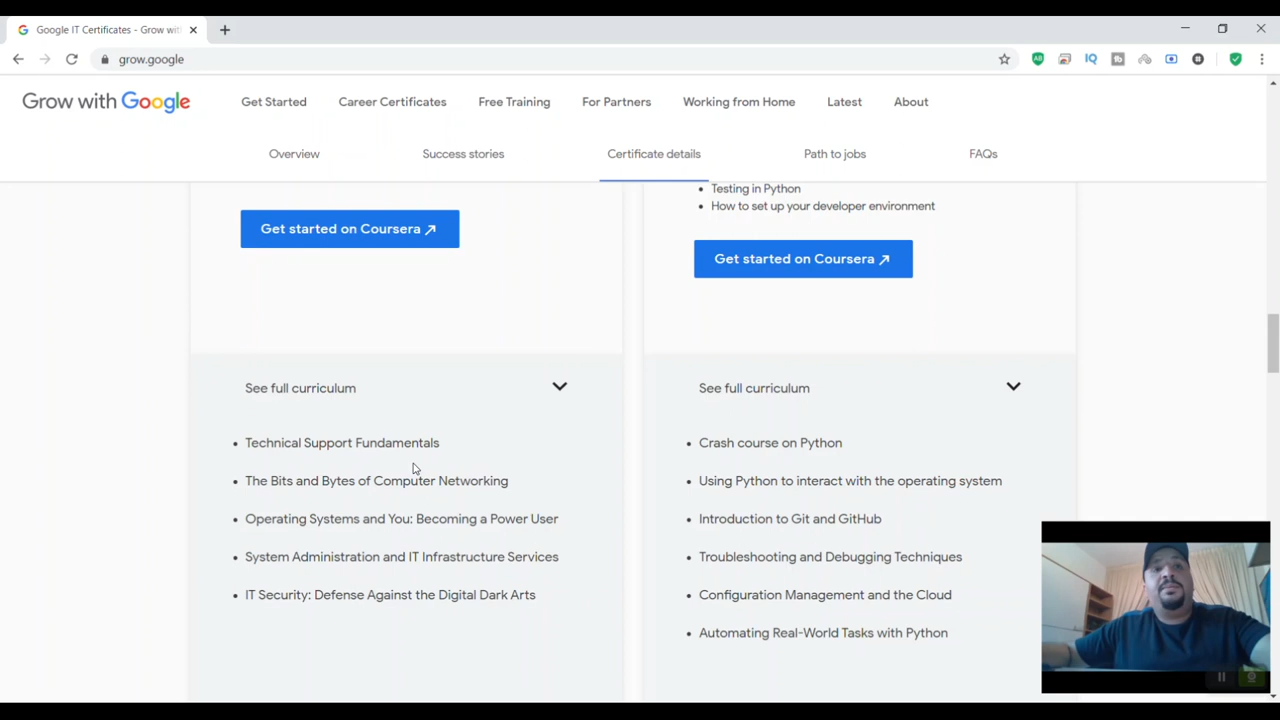 Google IT Certificates - Grow with
grow.google
Grow with Google
Get Started
Career Certificates
Free Training
For Partners
Working from Home
Latest
About
Overview
Success stories
Certificate details
Path to jobs
FAQs
• Testing in Python
• How to set up your developer environment
Get started on Coursera
Get started on Coursera
See full curriculum
• Technical Support Fundamentals
• The Bits and Bytes of Computer Networking
• Operating Systems and You: Becoming a Power User
• System Administration and IT Infrastructure Services
• IT Security: Defense Against the Digital Dark Arts
See full curriculum
• Crash course on Python
• Using Python to interact with the operating system
• Introduction to Git and GitHub
• Troubleshooting and Debugging Techniques
• Configuration Management and the Cloud
• Automating Real-World Tasks with Python